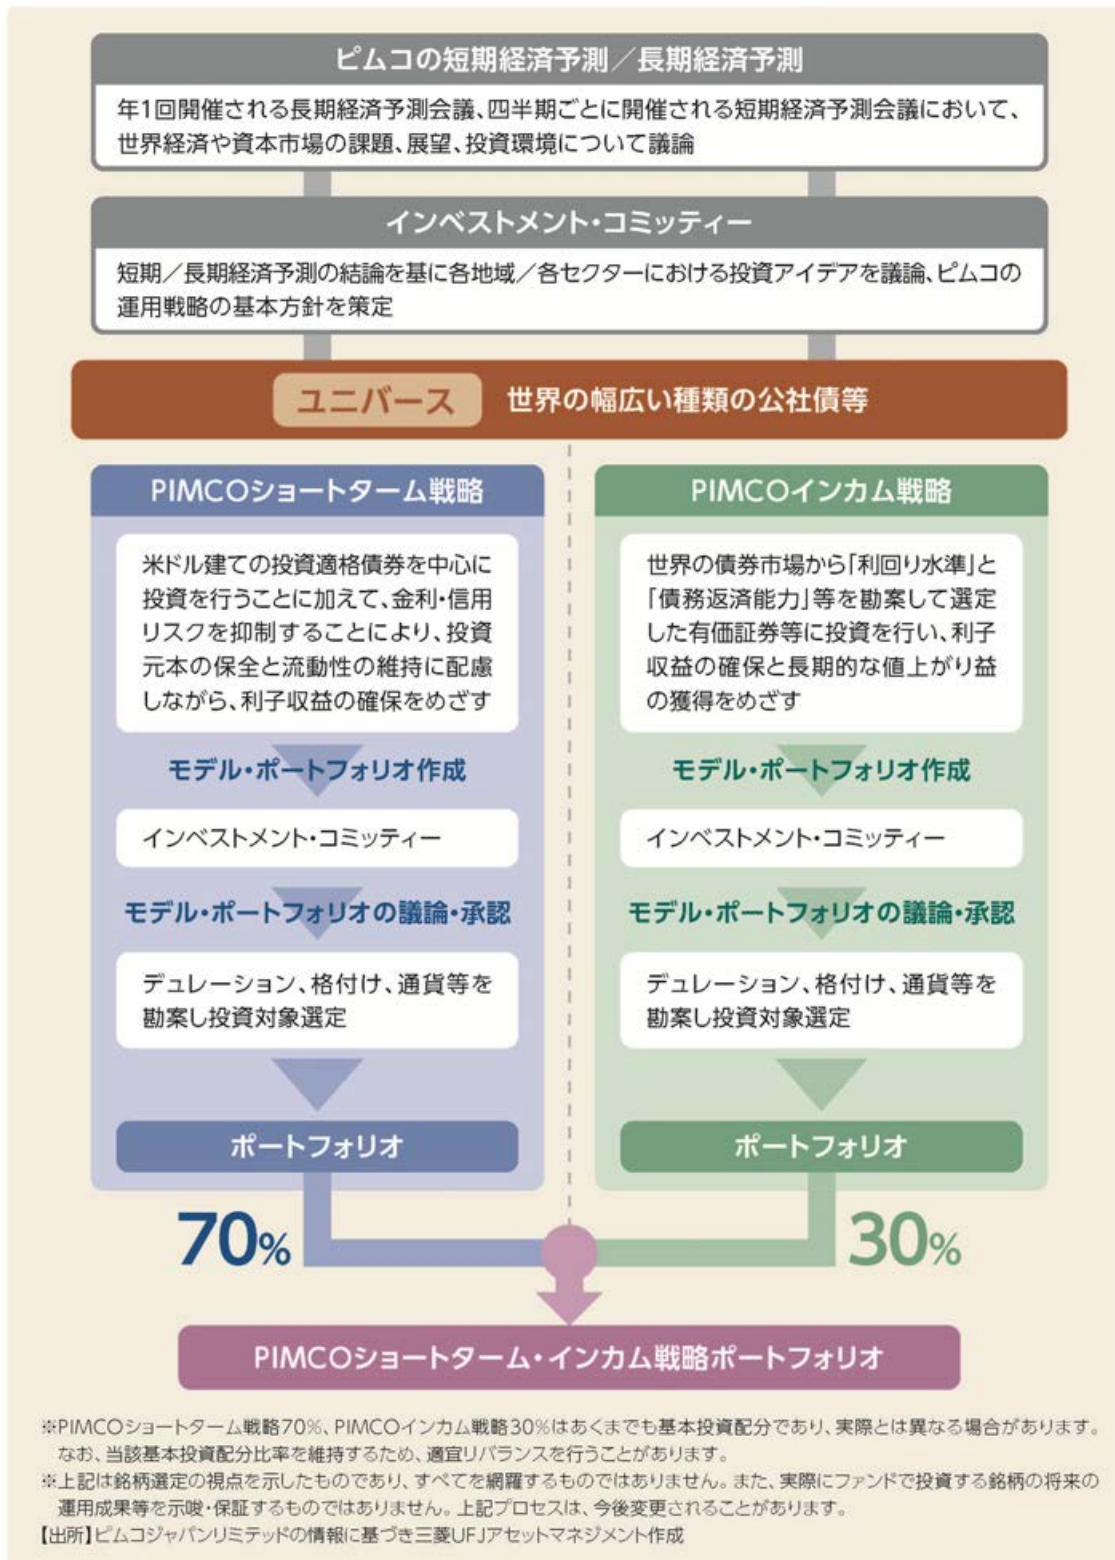 ピムコの短期経済予測／長期経済予測
年1回開催される長期経済予測会議、四半期ごとに開催される短期経済予測会議において、
世界経済や資本市場の課題、展望、投資環境について議論
インベストメント・コミッティー
短期／長期経済予測の結論を基に各地域／各セクターにおける投資アイデアを議論、ピムコの
運用戦略の基本方針を策定
ユニバース 世界の幅広い種類の公社債等
PIMCOショートターム戦略
米ドル建ての投資適格債券を中心に
投資を行うことに加えて、金利・信用
リスクを抑制することにより、投資
元本の保全と流動性の維持に配慮
しながら、利子収益の確保をめざす
モデル・ポートフォリオ作成
インベストメント・コミッティー
モデル・ポートフォリオの議論・承認
デュレーション、格付け、通貨等を
勘案し投資対象選定
ポートフォリオ
70%
PIMCOインカム戦略
世界の債券市場から「利回り水準」と
「債務返済能力」等を勘案して選定
した有価証券等に投資を行い、利子
収益の確保と長期的な値上がり益
の獲得をめざす
モデル・ポートフォリオ作成
インベストメント・コミッティー
モデル・ポートフォリオの議論・承認
デュレーション、格付け、通貨等を
勘案し投資対象選定
ポートフォリオ
30%
PIMCOショートターム・インカム戦略ポートフォリオ
※PIMCOショートターム戦略70%、PIMCOインカム戦略30%はあくまでも基本投資配分であり、実際とは異なる場合があります。
なお、当該基本投資配分比率を維持するため、適宜リバランスを行うことがあります。
※上記は銘柄選定の視点を示したものであり、すべてを網羅するものではありません。また、実際にファンドで投資する銘柄の将来の
運用成果等を示唆・保証するものではありません。上記プロセスは、今後変更されることがあります。
【出所】ピムコジャパンリミテッドの情報に基づき三菱UFJアセットマネジメント作成